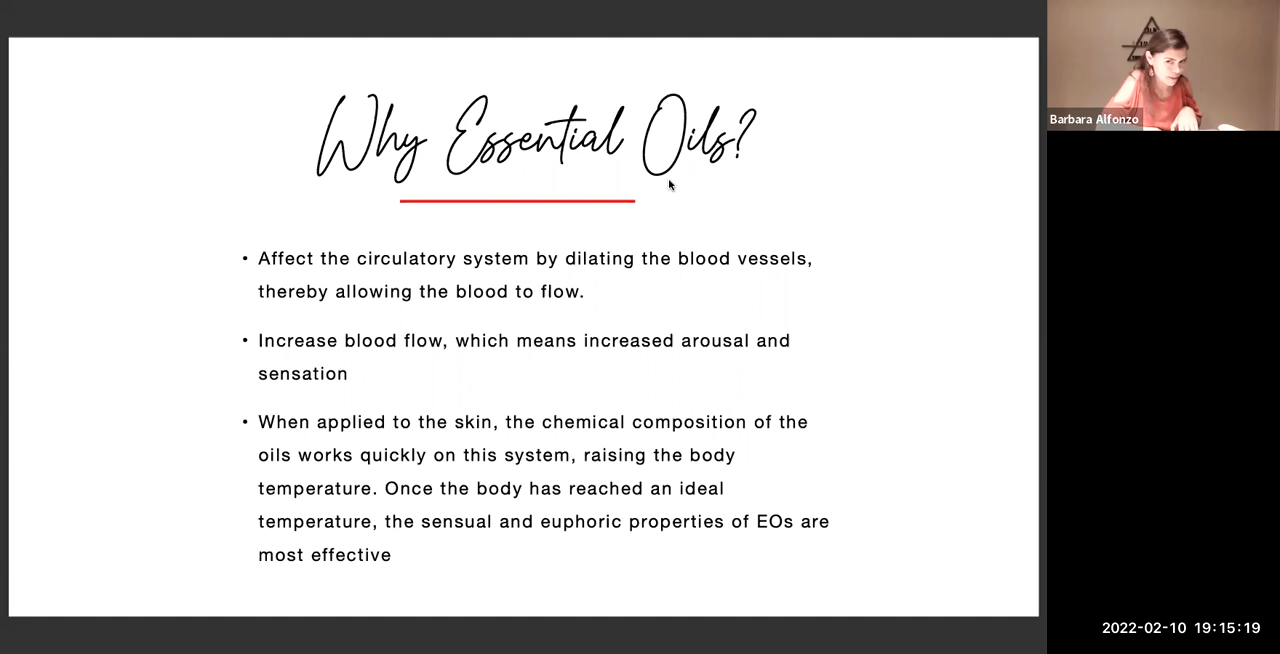 Why Essential Oils?
• Affect the circulatory system by dilating the blood vessels,
thereby allowing the blood to flow.
• Increase blood flow, which means increased arousal and
sensation
• When applied to the skin, the chemical composition of the
oils works quickly on this system, raising the body
temperature. Once the body has reached an ideal
temperature, the sensual and euphoric properties of EOs are
most effective
Barbara Alfonzo
2022-02-10 19:15:19